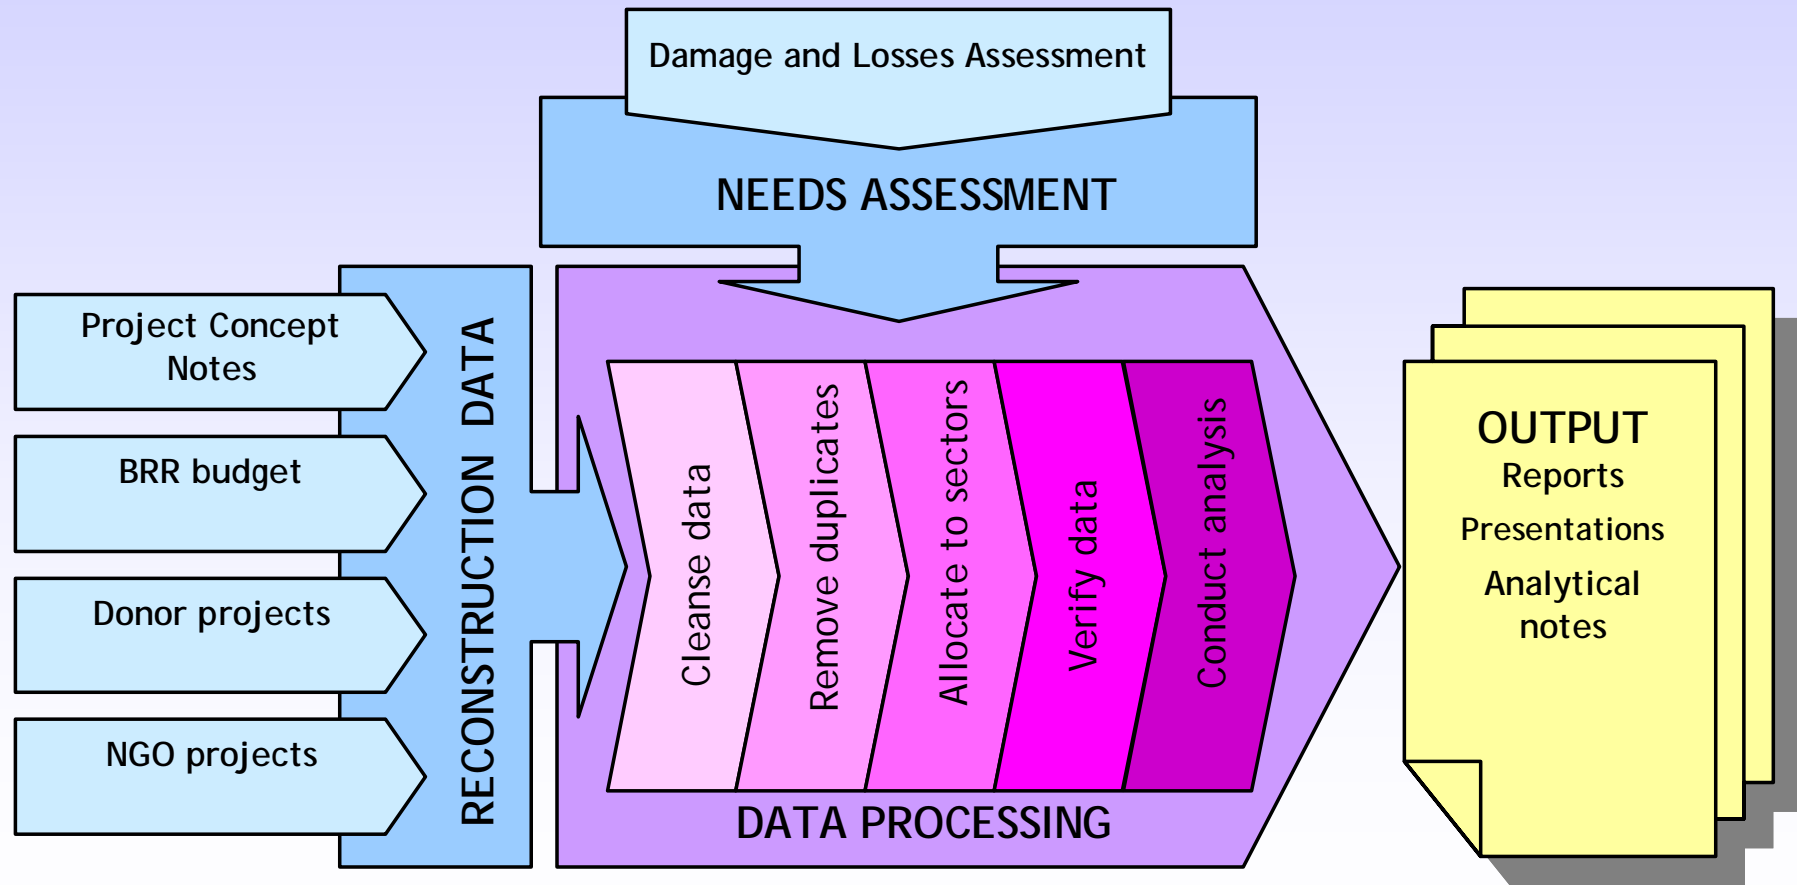 Damage and Losses Assessment
NEEDS ASSESSMENT
Project Concept
Notes
BRR budget
Donor projects
NGO projects
RECONSTRUCTION DATA
Cleanse data
Remove duplicates
Allocate to sectors
Verify data
Conduct analysis
DATA PROCESSING
OUTPUT
Reports
Presentations
Analytical
notes